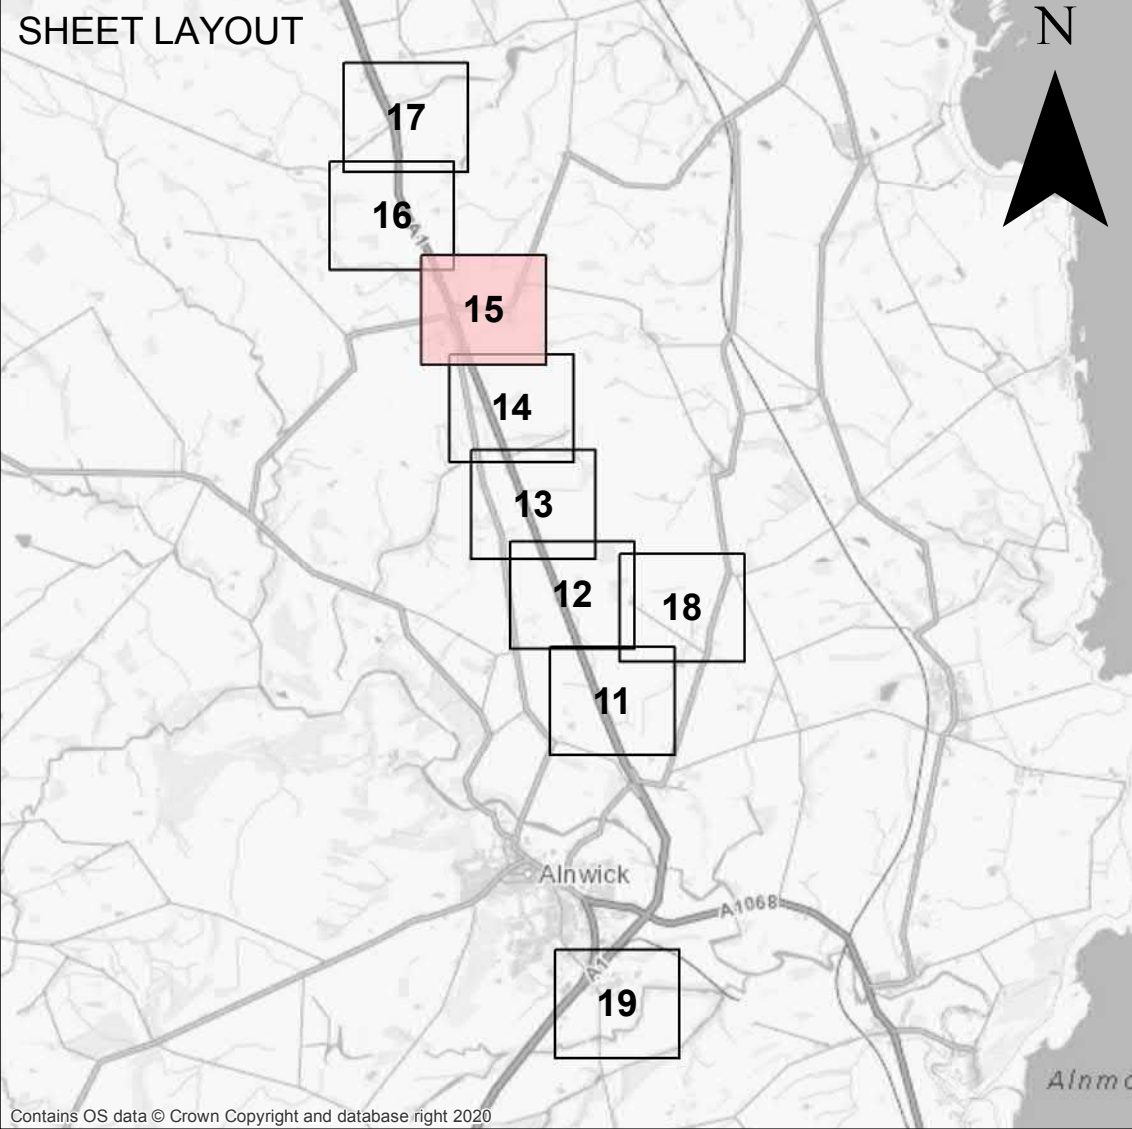 SHEET LAYOUT
N
17
16
A1
15
14
13
12
18
11
Alnwick
A1068
A1
19
Alnmo
Contains OS data © Crown Copyright and database right 2020